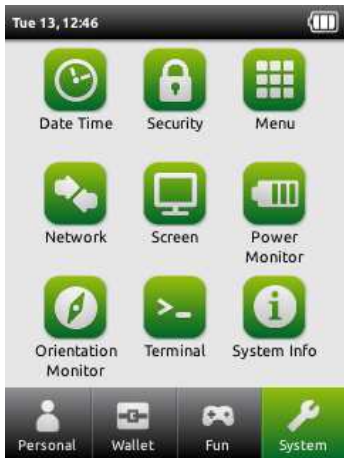 Tue 13, 12:46
Date Time Security Menu
Network Screen Power
Monitor
Orientation Terminal System Info
Monitor
Personal Wallet Fun System